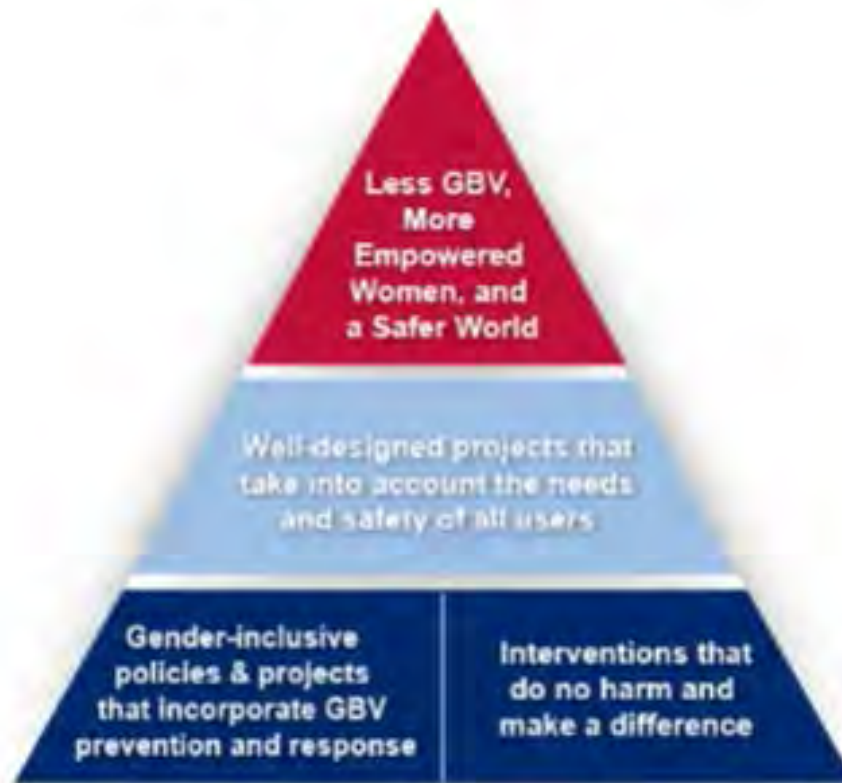 Less GBV,
More
Empowered
Women, and
a Safer World
Well-designed projects that
take into account the needs
and safety of all users
Gender-inclusive
policies & projects
that incorporate GBV
prevention and response
Interventions that
do no harm and
make a difference